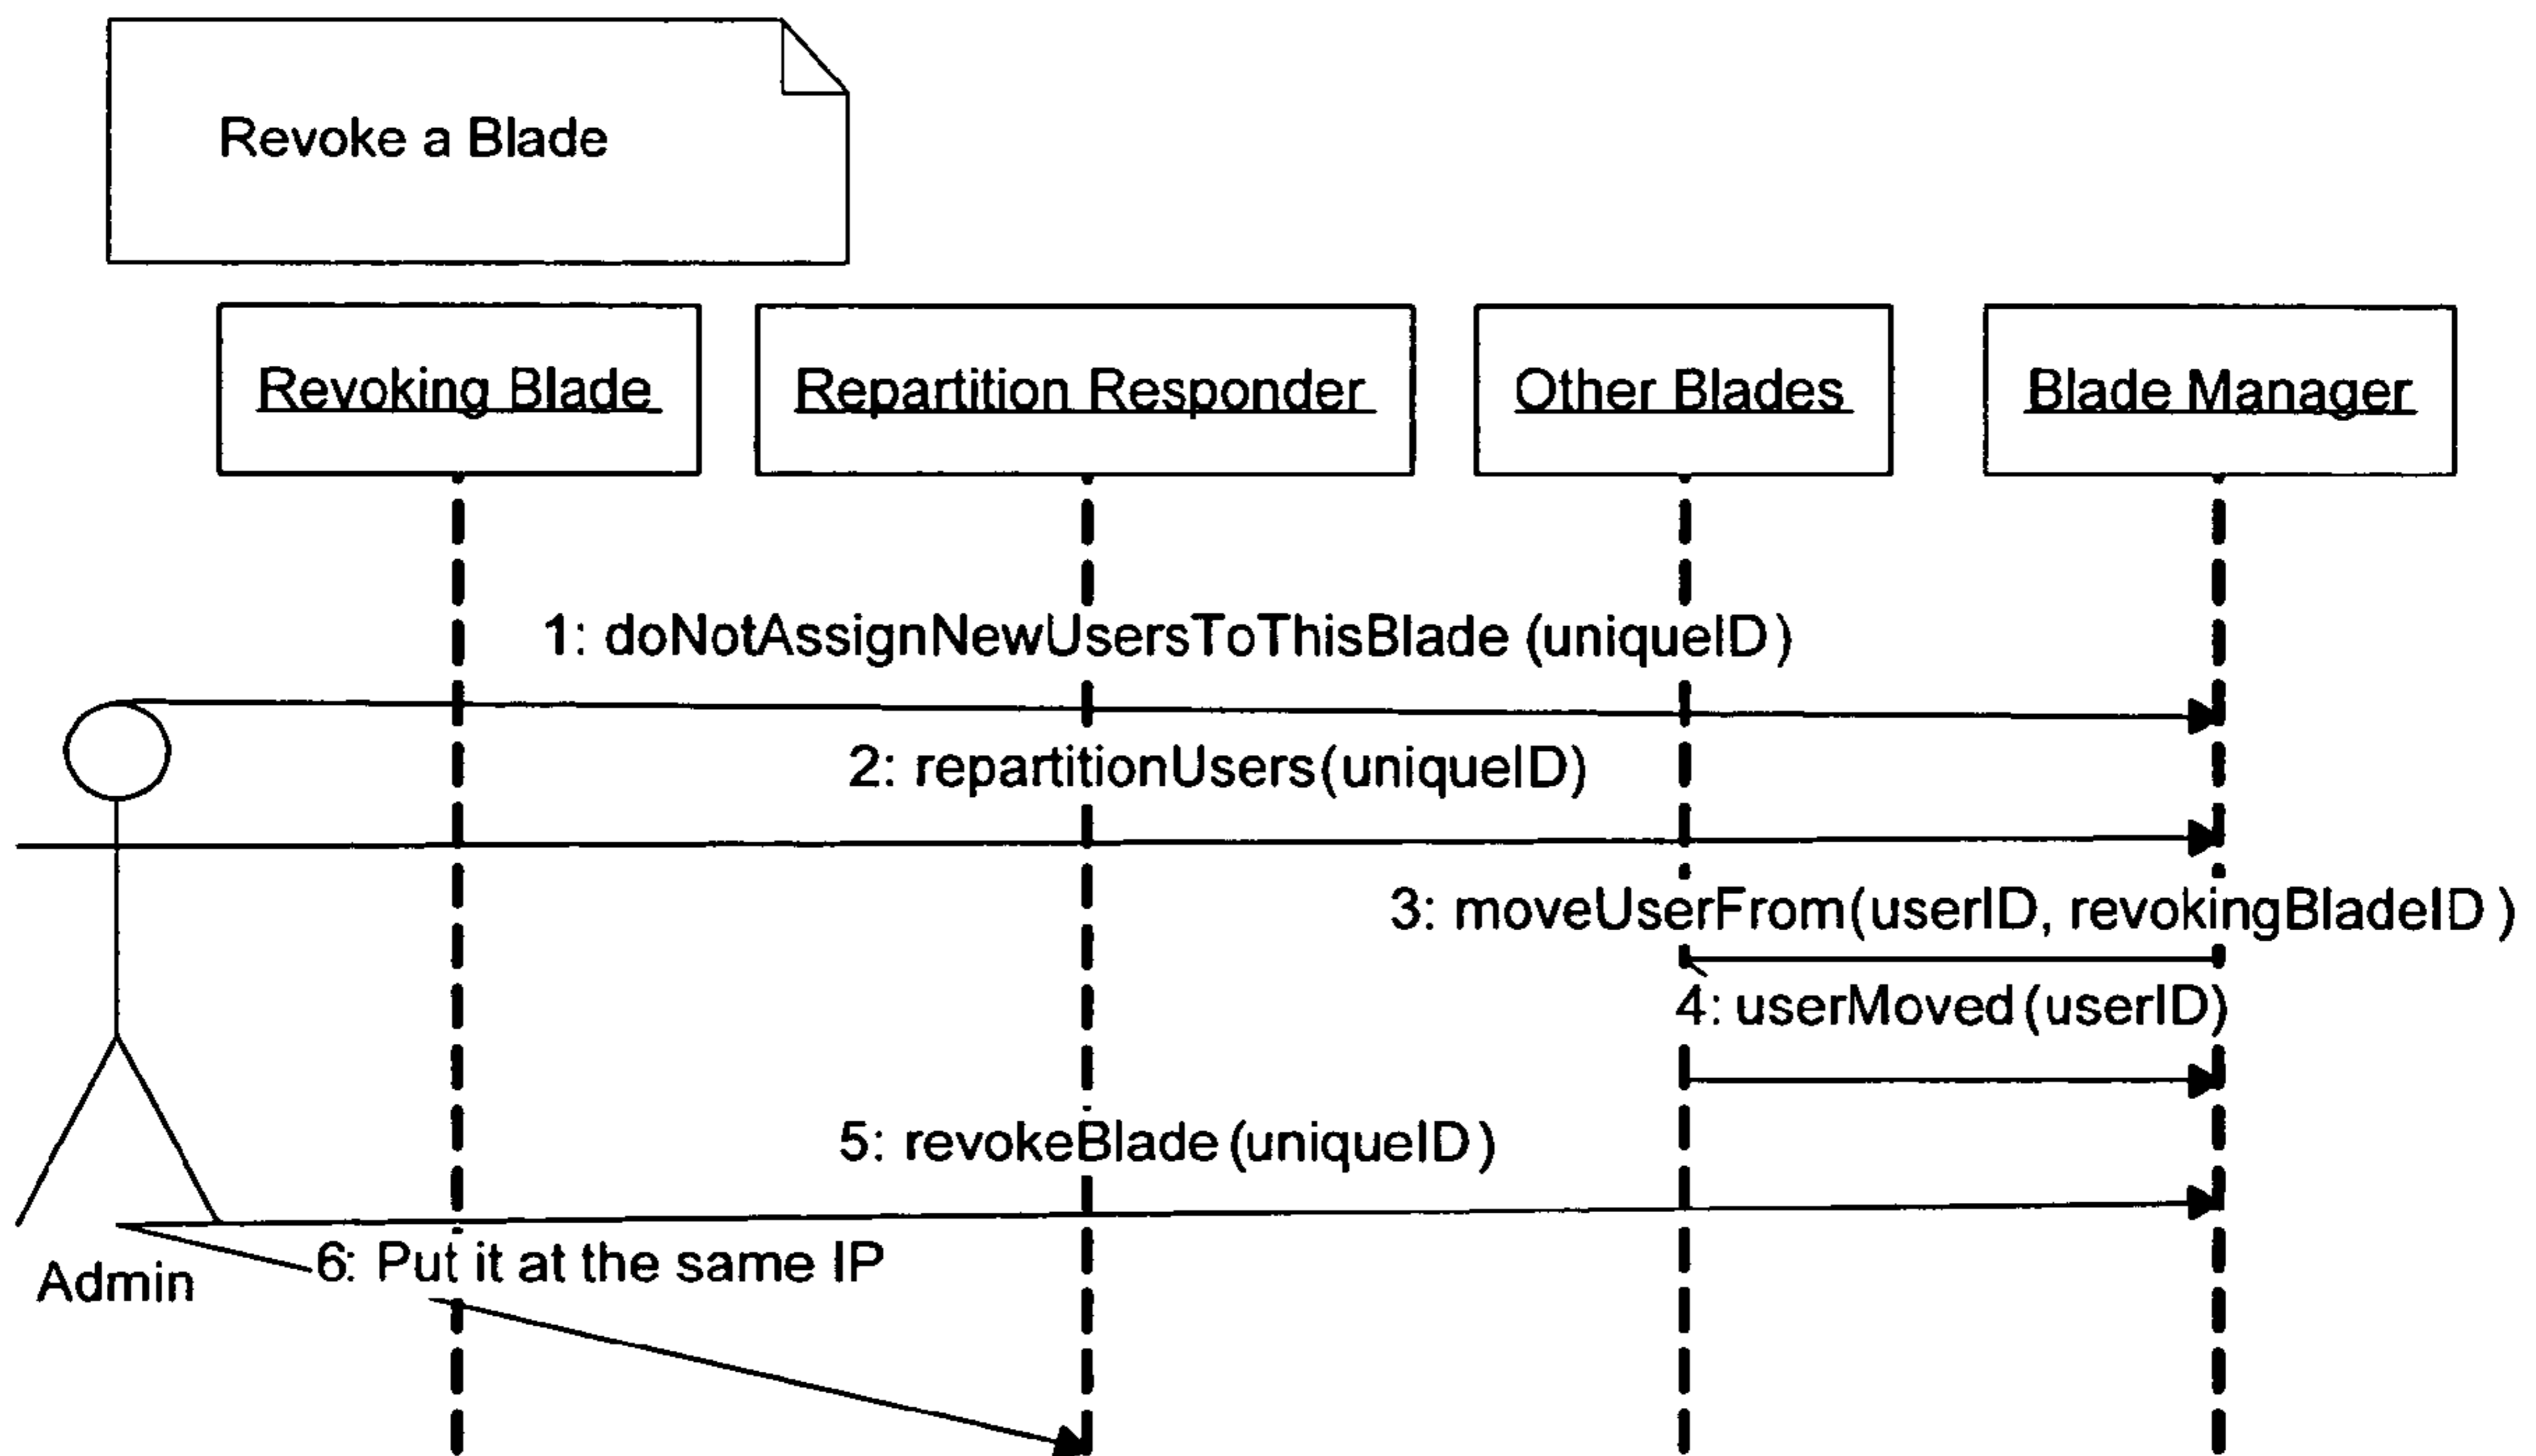 Revoke a Blade
Revoking Blade
Repartition Responder
Other Blades
Blade Manager
1: doNotAssignNewUsersToThisBlade (uniqueID)
2: repartitionUsers(uniqueID)
3: moveUserFrom(userID, revokingBladeID )
4: userMoved (userID)
5: revokeBlade (uniqueID)
6: Put it at the same IP
Admin